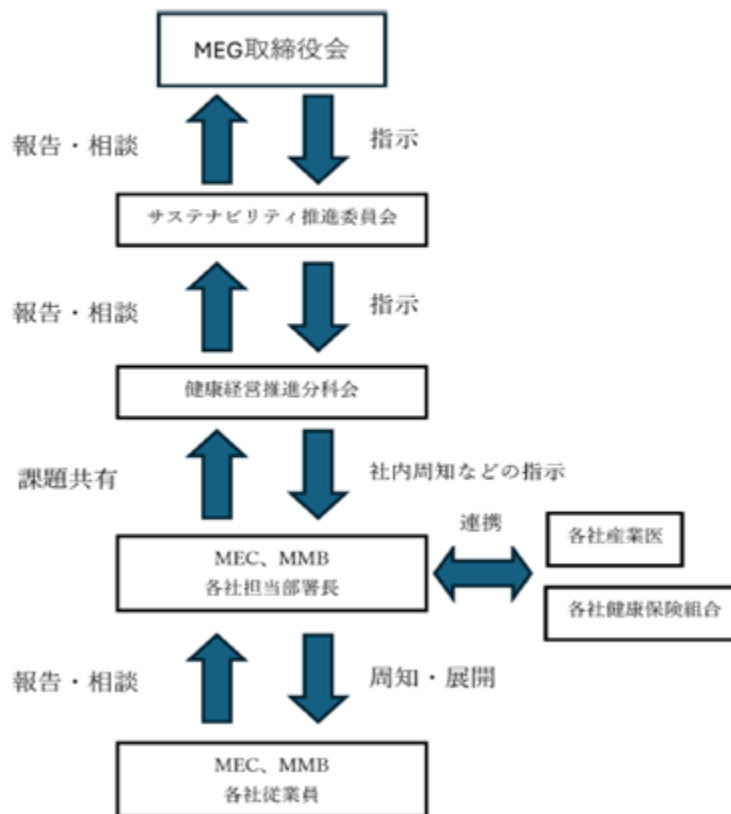 MEG取締役会
報告・相談
指示
サステナビリティ推進委員会
報告・相談
指示
健康経営推進分科会
課題共有
社内周知などの指示
連携
各社産業医
MEC、MMB
各社担当部署長
各社健康保険組合
報告・相談
周知・展開
MEC、MMB
各社従業員